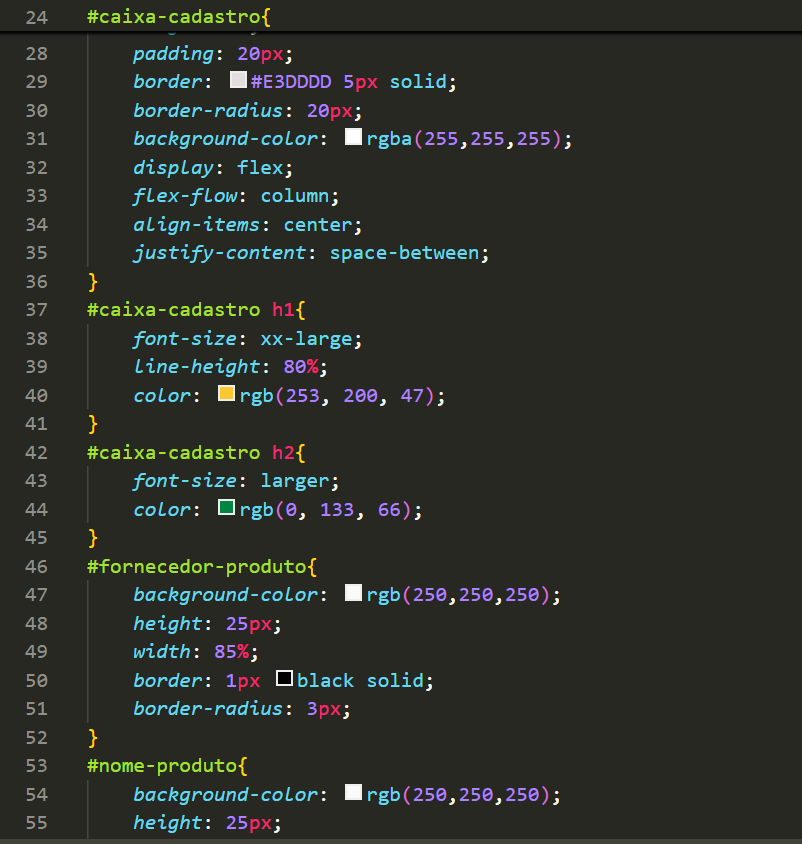 24 #caixa-cadastro{
28 padding: 20px;
29 border: #E3DDDD 5px solid;
30 border-radius: 20px;
31 background-color: rgba(255,255,255);
32 display: flex;
33 flex-flow: column;
34 align-items: center;
35 justify-content: space-between;
36 }
37 #caixa-cadastro h1{
38 font-size: xx-large;
39 line-height: 80%;
40 color: rgb(253, 200, 47);
41 }
42 #caixa-cadastro h2{
43 font-size: larger;
44 color: rgb(0, 133, 66);
45 }
46 #fornecedor-produto{
47 background-color: rgb(250,250,250);
48 height: 25px;
49 width: 85%;
50 border: 1px black solid;
51 border-radius: 3px;
52 }
53 #nome-produto{
54 background-color: rgb(250,250,250);
55 height: 25px;